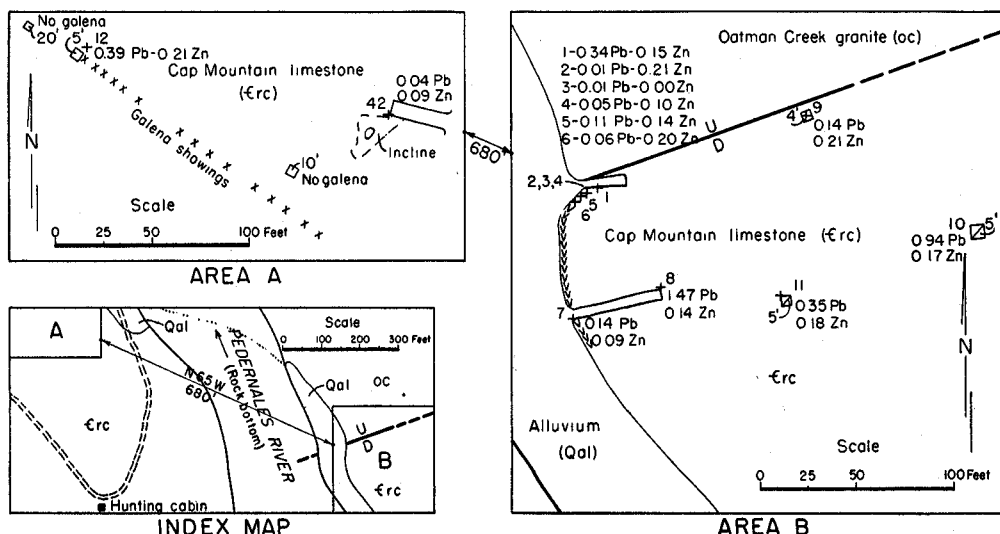 No galena
20'
5' 12
0.39 Pb-0.21 Zn
Cap Mountain limestone
(€rc)
0.04 Pb
0.09 Zn
42
Incline
10'
No galena
Galena showings
N
Scale
0 50 100 Feet
AREA A
680'
A
Qal
PEDERNALES RIVER
(Rock bottom)
N 65 W
680'
Scale
0 100 200 300 Feet
Qal
oc
€rc
U
D
B
€rc
Hunting cabin
INDEX MAP
Oatman Creek granite (oc)
1-0.34 Pb-0.15 Zn
2-0.01 Pb-0.21 Zn
3-0.01 Pb-0.00 Zn
4-0.05 Pb-0.10 Zn
5-0.11 Pb-0.14 Zn
6-0.06 Pb-0.20 Zn
U
D
4' 9
0.14 Pb
0.21 Zn
2,3,4
1
5
6
Cap Mountain limestone (€rc)
10 5'
0.94 Pb
0.17 Zn
8
1.47 Pb
0.14 Zn
7
0.14 Pb
0.09 Zn
11
5'
0.35 Pb
0.18 Zn
€rc
N
Alluvium
(Qal)
Scale
0 50 100 Feet
AREA B